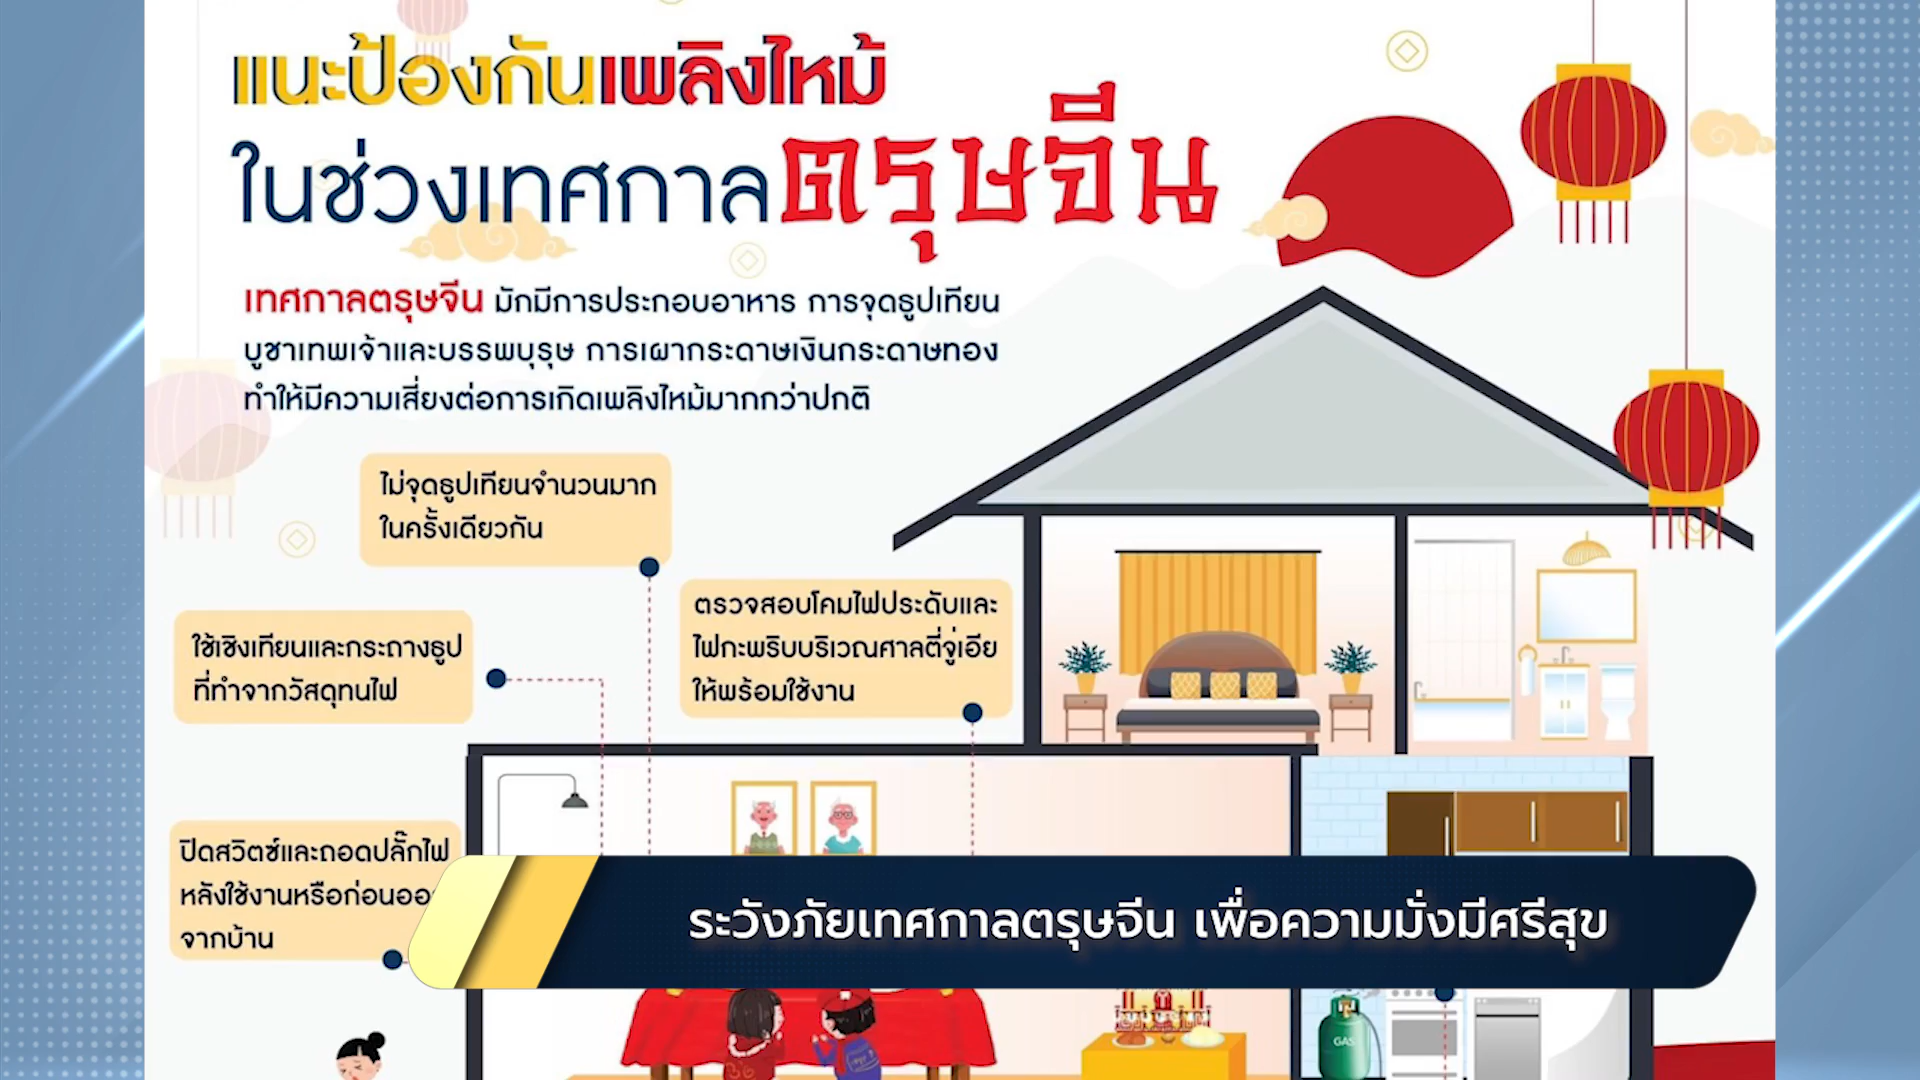 แนะป้องกันเพลิงไหม้
ในช่วงเทศกาลตรุษจีน
เทศกาลตรุษจีน มักมีการประกอบอาหาร การจุดธูปเทียน
บูชาเทพเจ้าและบรรพบุรุษ การเผากระดาษเงินกระดาษทอง
ทำให้มีความเสี่ยงต่อการเกิดเพลิงไหม้มากกว่าปกติ
ไม่จุดธูปเทียนจำนวนมาก
ในครั้งเดียวกัน
ใช้เชิงเทียนและกระถางธูป
ที่ทำจากวัสดุทนไฟ
ตรวจสอบโคมไฟประดับและ
ไฟกะพริบบริเวณศาลตี่จู่เอี๊ย
ให้พร้อมใช้งาน
ปิดสวิตช์และถอดปลั๊กไฟ
หลังใช้งานหรือก่อนออ
จากบ้าน
ระวังภัยเทศกาลตรุษจีน เพื่อความมั่งมีศรีสุข
GAS